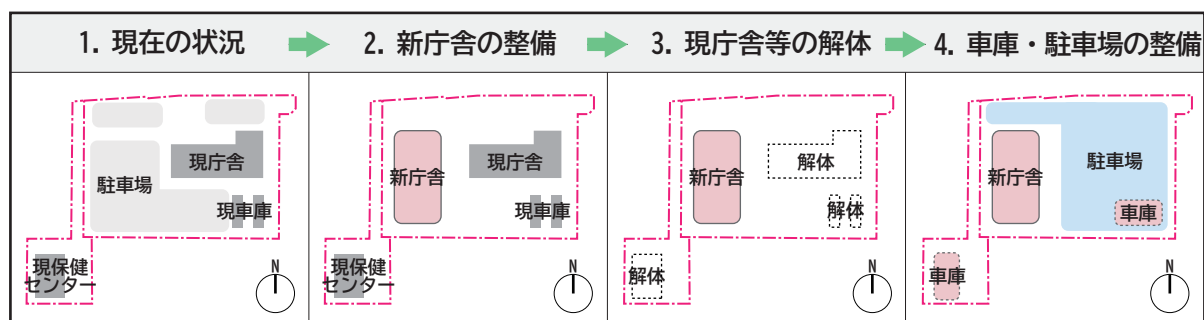 1. 現在の状況
2. 新庁舎の整備
3. 現庁舎等の解体
4. 車庫・駐車場の整備
現庁舎
駐車場
現車庫
現保健
センター
N
現庁舎
新庁舎
現車庫
現保健
センター
N
解体
新庁舎
解体
解体
N
駐車場
新庁舎
車庫
車庫
N